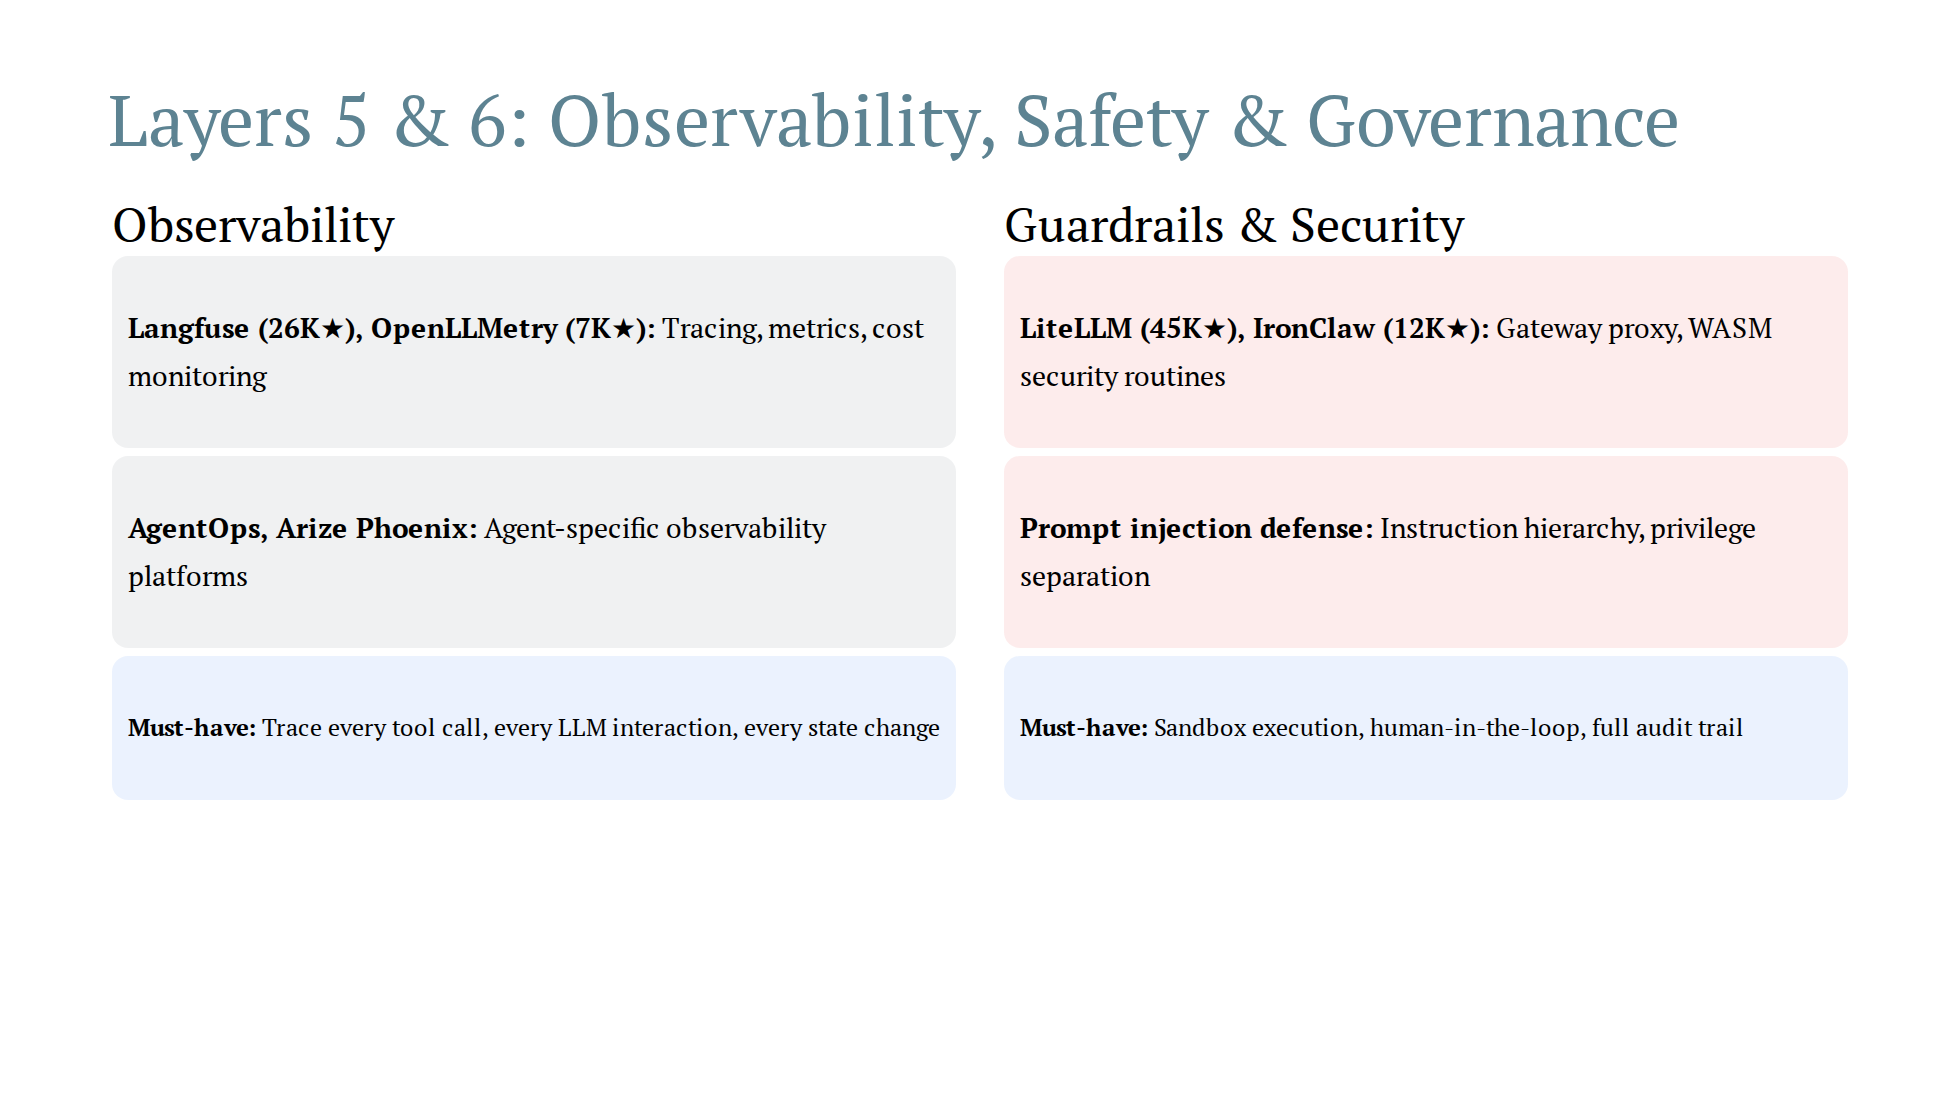 Layers 5 & 6: Observability, Safety & Governance
Observability
Langfuse (26K★), OpenLLMetry (7K★): Tracing, metrics, cost
monitoring
AgentOps, Arize Phoenix: Agent-specific observability
platforms
Must-have: Trace every tool call, every LLM interaction, every state change
Guardrails & Security
LiteLLM (45K★), IronClaw (12K★): Gateway proxy, WASM
security routines
Prompt injection defense: Instruction hierarchy, privilege
separation
Must-have: Sandbox execution, human-in-the-loop, full audit trail